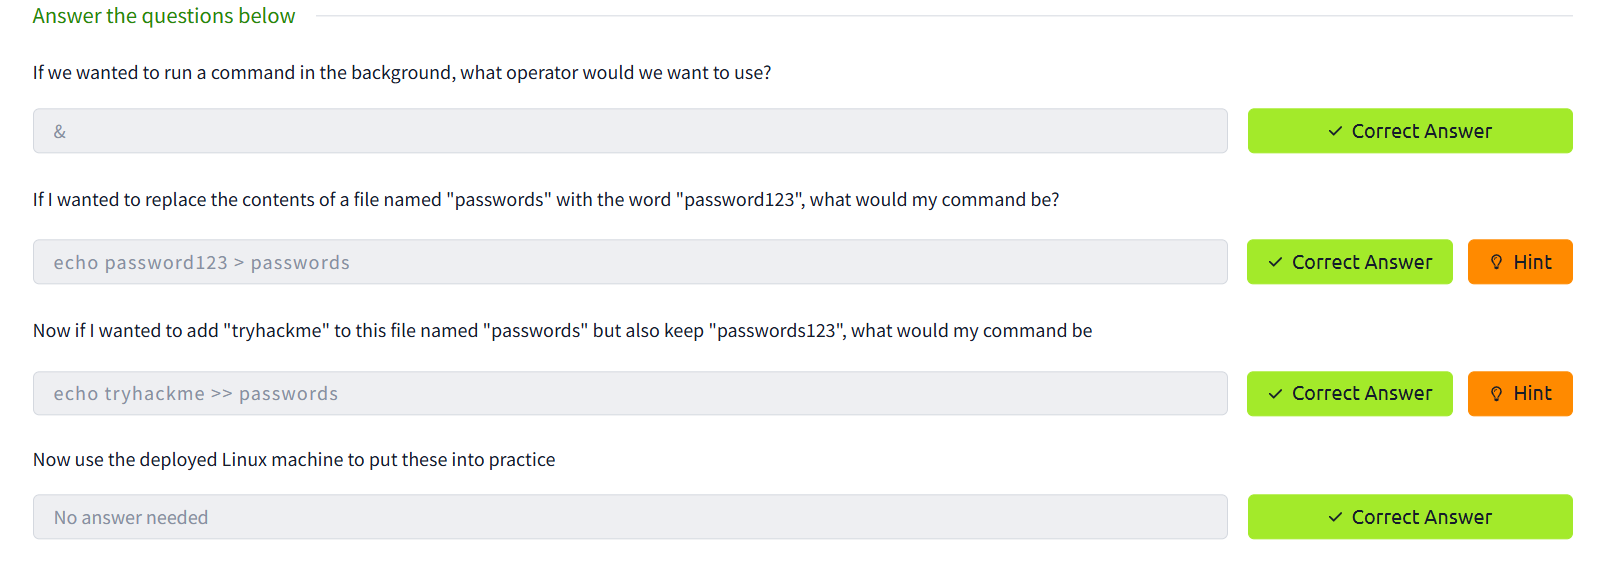 Answer the questions below
If we wanted to run a command in the background, what operator would we want to use?
&
Correct Answer
If I wanted to replace the contents of a file named "passwords" with the word "password123", what would my command be?
echo password123 > passwords
Correct Answer
Hint
Now if I wanted to add "tryhackme" to this file named "passwords" but also keep "passwords123", what would my command be
echo tryhackme >> passwords
Correct Answer
Hint
Now use the deployed Linux machine to put these into practice
No answer needed
Correct Answer